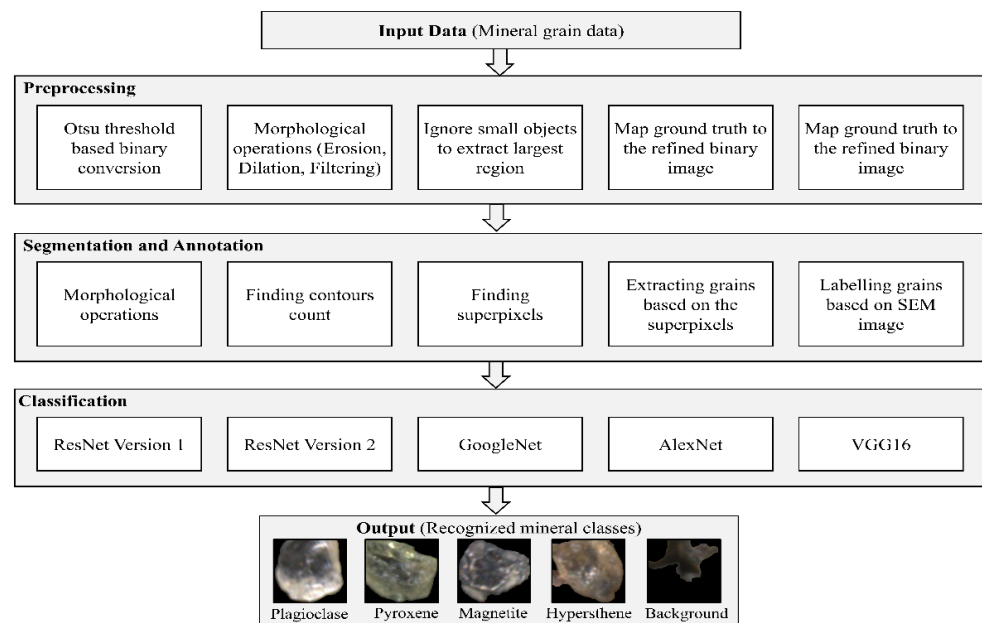 Input Data (Mineral grain data)
Preprocessing
Otsu threshold
based binary
conversion
Morphological
operations (Erosion,
Dilation, Filtering)
Ignore small objects
to extract largest
region
Map ground truth to
the refined binary
image
Map ground truth to
the refined binary
image
Segmentation and Annotation
Morphological
operations
Finding contours
count
Finding
superpixels
Extracting grains
based on the
superpixels
Labelling grains
based on SEM
image
Classification
ResNet Version 1
ResNet Version 2
GoogleNet
AlexNet
VGG16
Output (Recognized mineral classes)
Plagioclase
Pyroxene
Magnetite
Hypersthene
Background